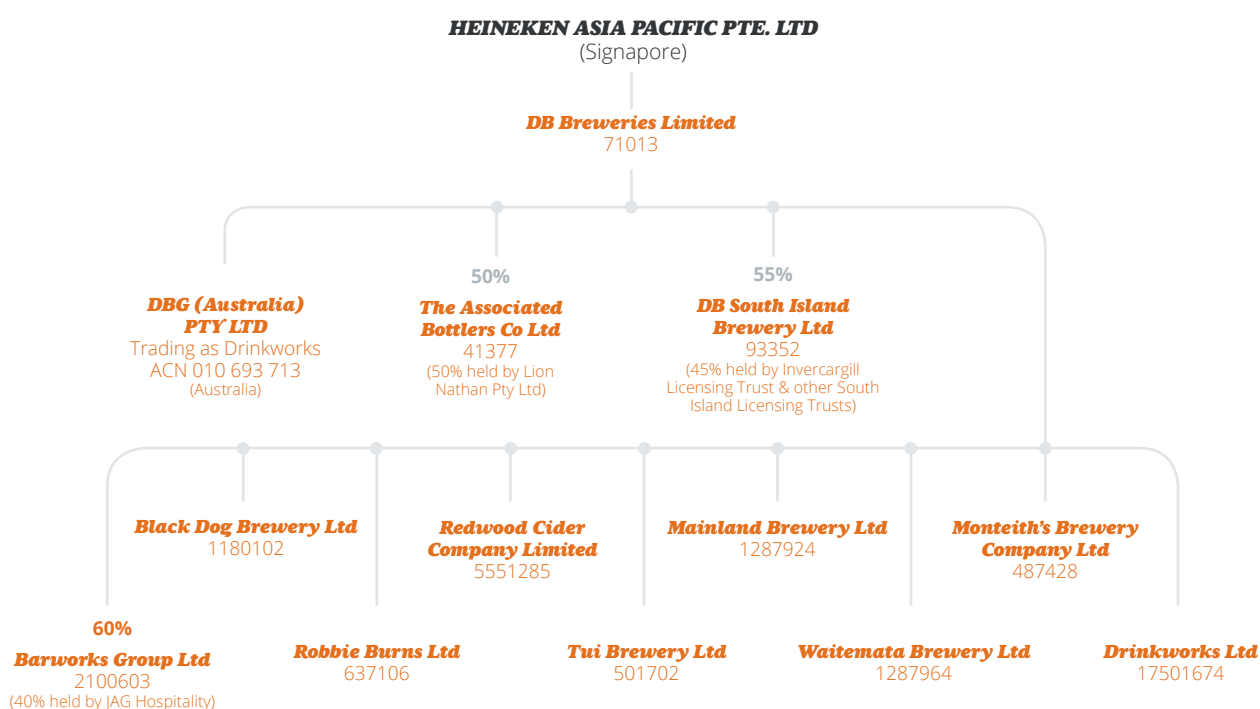 HEINEKEN ASIA PACIFIC PTE. LTD
(Signapore)
DB Breweries Limited
71013
DBG (Australia)
PTY LTD
Trading as Drinkworks
ACN 010 693 713
(Australia)
50%
The Associated
Bottlers Co Ltd
41377
(50% held by Lion
Nathan Pty Ltd)
55%
DB South Island
Brewery Ltd
93352
(45% held by Invercargill
Licensing Trust & other South
Island Licensing Trusts)
Black Dog Brewery Ltd
1180102
Redwood Cider
Company Limited
5551285
Mainland Brewery Ltd
1287924
Monteith's Brewery
Company Ltd
487428
60%
Barworks Group Ltd
2100603
(40% held by JAG Hospitality)
Robbie Burns Ltd
637106
Tui Brewery Ltd
501702
Waitemata Brewery Ltd
1287964
Drinkworks Ltd
17501674